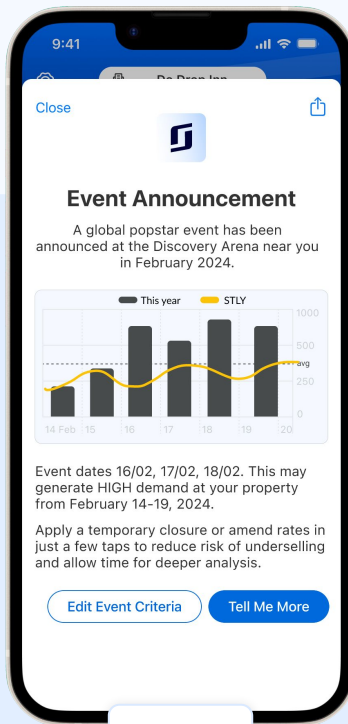 9:41
Do Drop Inn
Close
Event Announcement
A global popstar event has been
announced at the Discovery Arena near you
in February 2024.
This year
STLY
1000
500
avg
250
0
14 Feb
15
16
17
18
19
20
Event dates 16/02, 17/02, 18/02. This may
generate HIGH demand at your property
from February 14-19, 2024.
Apply a temporary closure or amend rates in
just a few taps to reduce risk of underselling
and allow time for deeper analysis.
Edit Event Criteria
Tell Me More